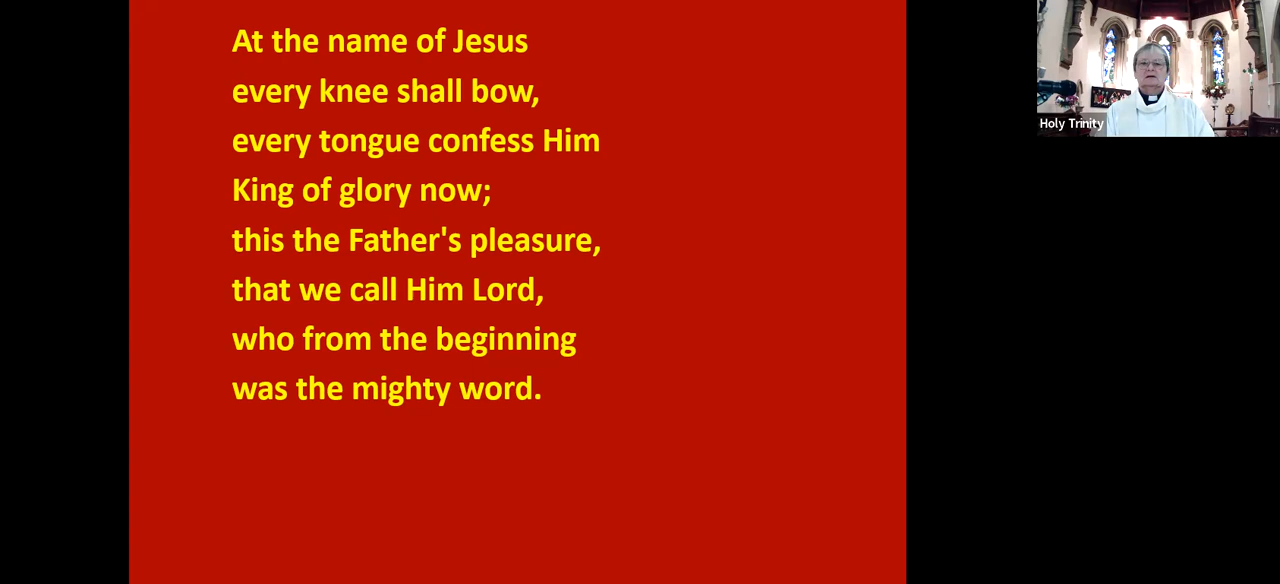 At the name of Jesus
every knee shall bow,
every tongue confess Him
King of glory now;
this the Father's pleasure,
that we call Him Lord,
who from the beginning
was the mighty word.
Holy Trinity